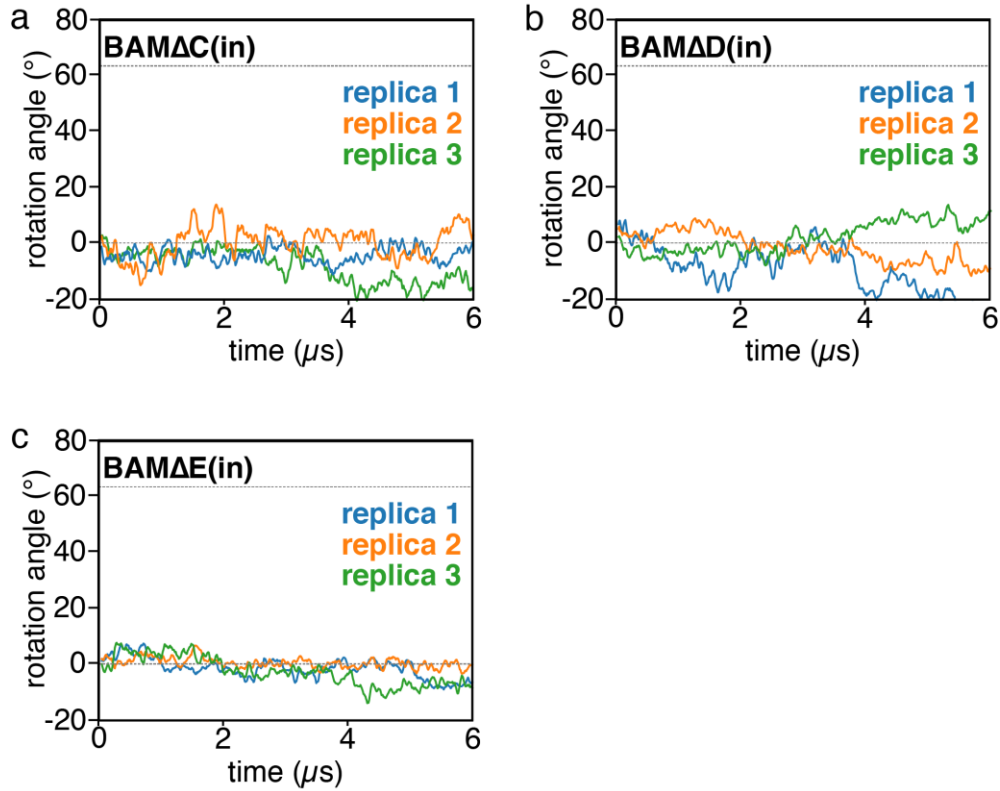 a
BAMΔC(in)
replica 1
replica 2
replica 3
rotation angle (°)
80
60
40
20
0
-20
0 2 4 6
time (µs)
b
BAMΔD(in)
replica 1
replica 2
replica 3
rotation angle (°)
80
60
40
20
0
-20
0 2 4 6
time (µs)
c
BAMΔE(in)
replica 1
replica 2
replica 3
rotation angle (°)
80
60
40
20
0
-20
0 2 4 6
time (µs)